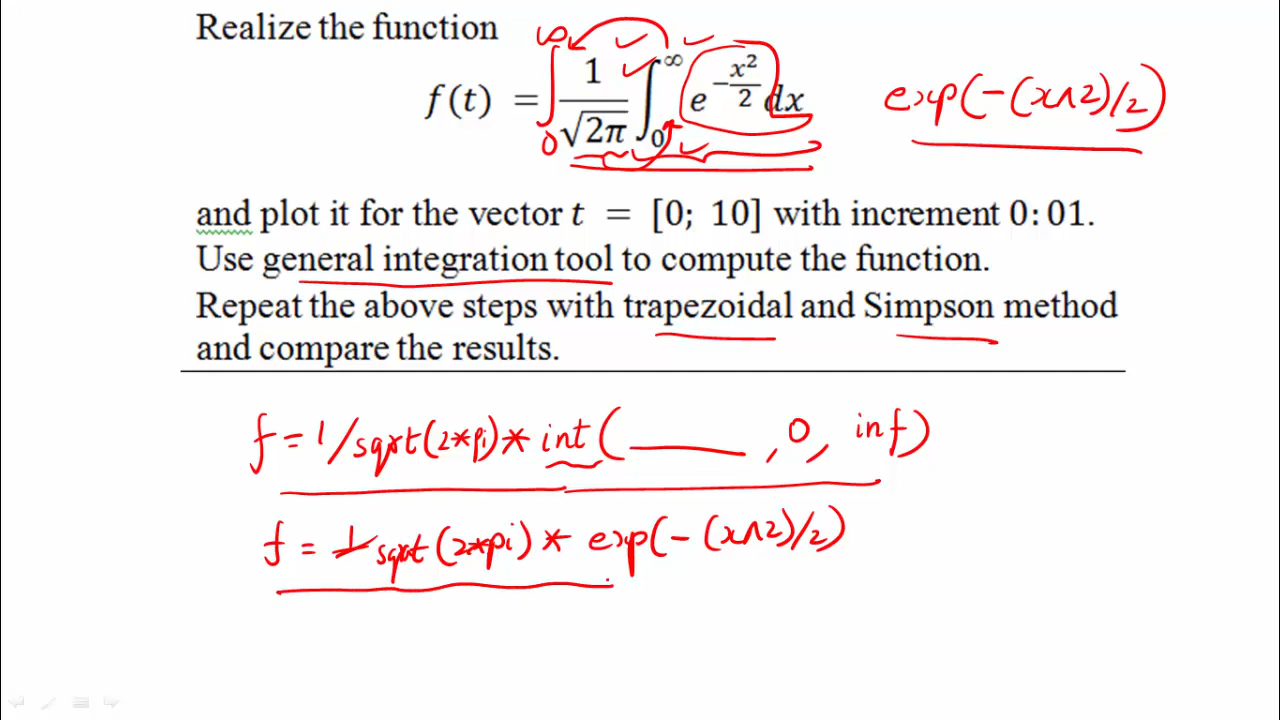 Realize the function
f(t) = 1/√2π ∫₀^∞ e^(-x²/2) dx
∞
0
exp(-(x^2)/2)
and plot it for the vector t = [0; 10] with increment 0:01.
Use general integration tool to compute the function.
Repeat the above steps with trapezoidal and Simpson method
and compare the results.
f = 1/sqrt(2*pi)* int( ______ , 0, inf)
f = 1/sqrt(2*pi) * exp(-(x^2)/2)